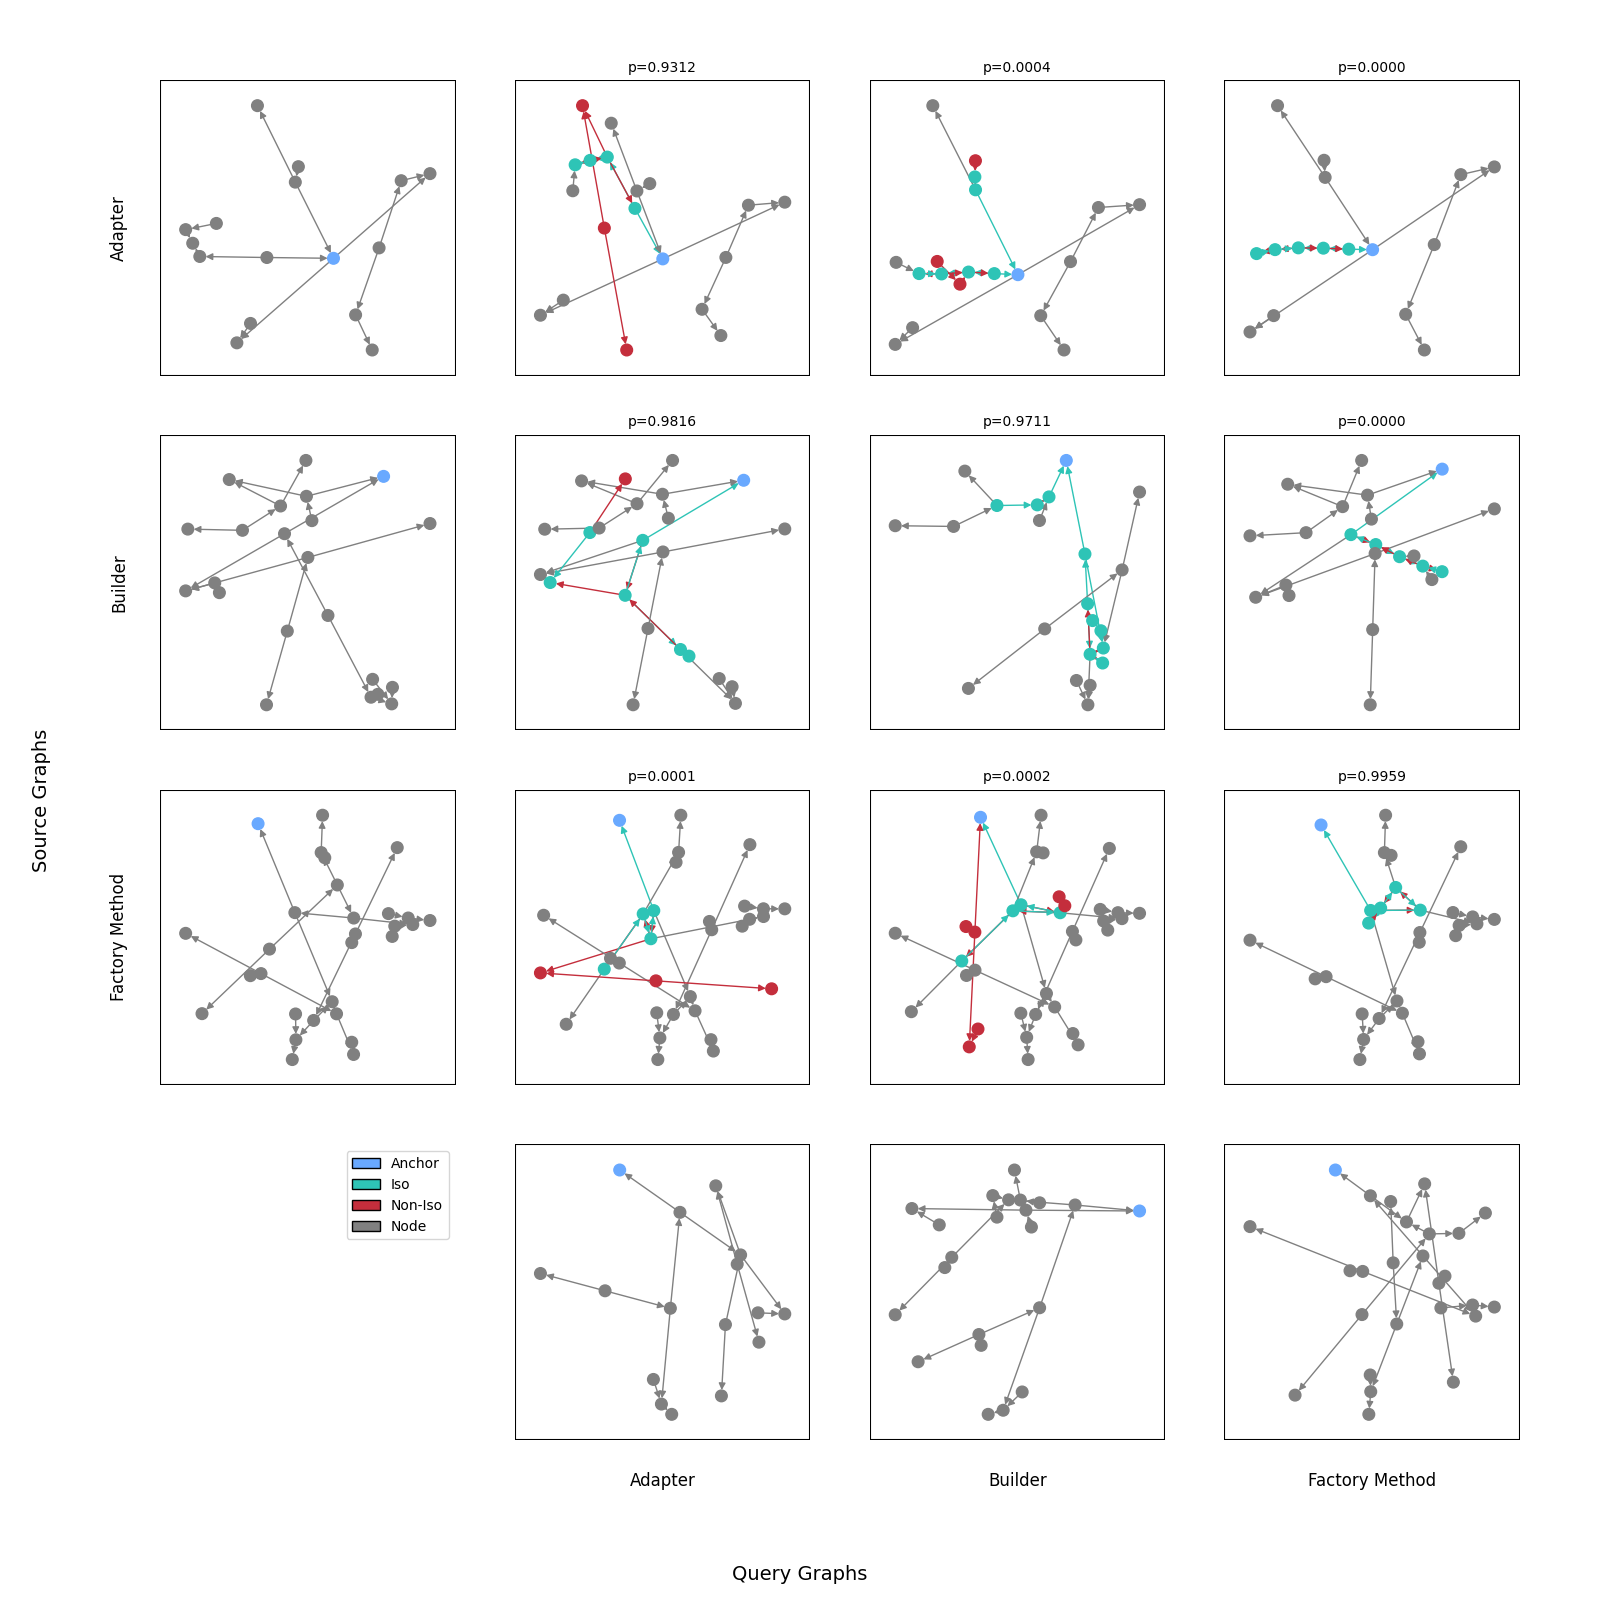 p=0.9312
p=0.0004
p=0.0000
Adapter
p=0.9816
p=0.9711
p=0.0000
Builder
Source Graphs
p=0.0001
p=0.0002
p=0.9959
Factory Method
Anchor
Iso
Non-Iso
Node
Adapter
Builder
Factory Method
Query Graphs